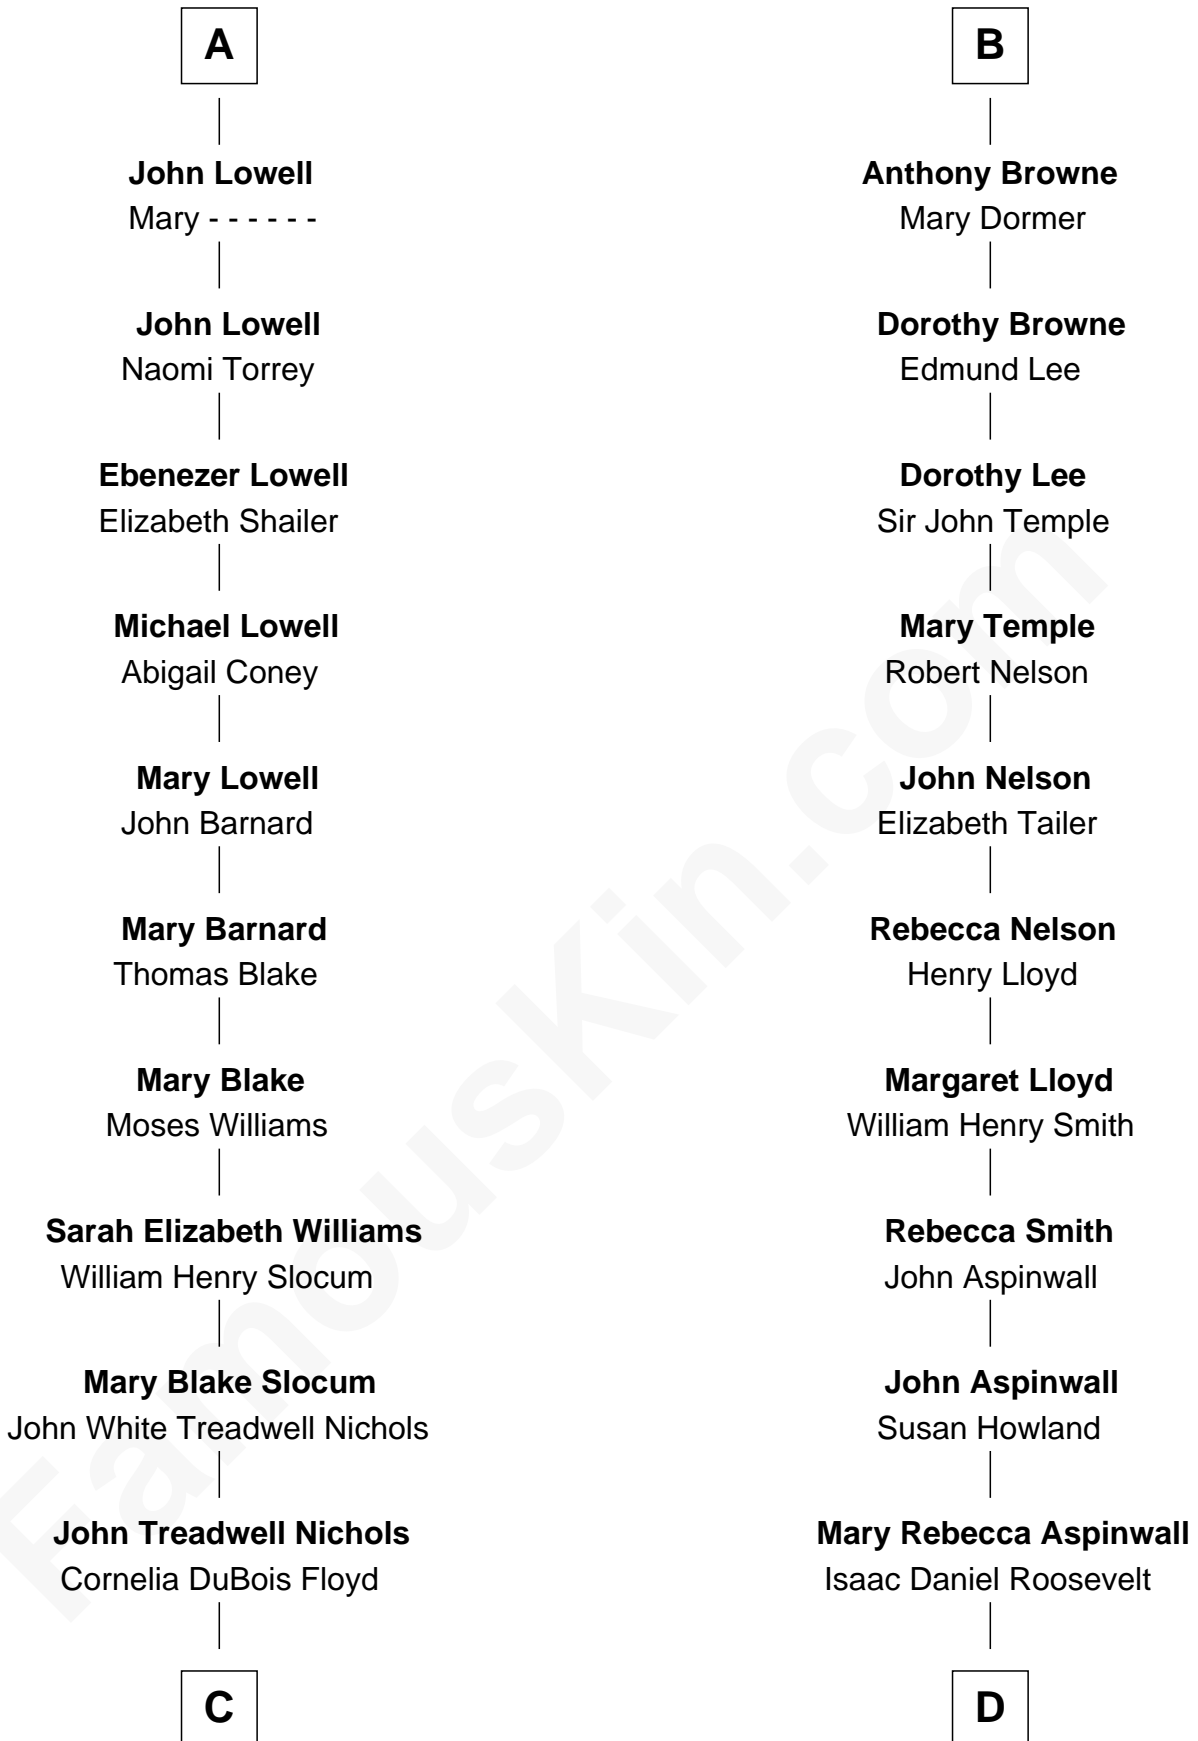 A
John Lowell
Mary - - - - - -
John Lowell
Naomi Torrey
Ebenezer Lowell
Elizabeth Shailer
Michael Lowell
Abigail Coney
Mary Lowell
John Barnard
Mary Barnard
Thomas Blake
Mary Blake
Moses Williams
Sarah Elizabeth Williams
William Henry Slocum
Mary Blake Slocum
John White Treadwell Nichols
John Treadwell Nichols
Cornelia DuBois Floyd
C
B
Anthony Browne
Mary Dormer
Dorothy Browne
Edmund Lee
Dorothy Lee
Sir John Temple
Mary Temple
Robert Nelson
John Nelson
Elizabeth Tailer
Rebecca Nelson
Henry Lloyd
Margaret Lloyd
William Henry Smith
Rebecca Smith
John Aspinwall
John Aspinwall
Susan Howland
Mary Rebecca Aspinwall
Isaac Daniel Roosevelt
D
FamousKin.com